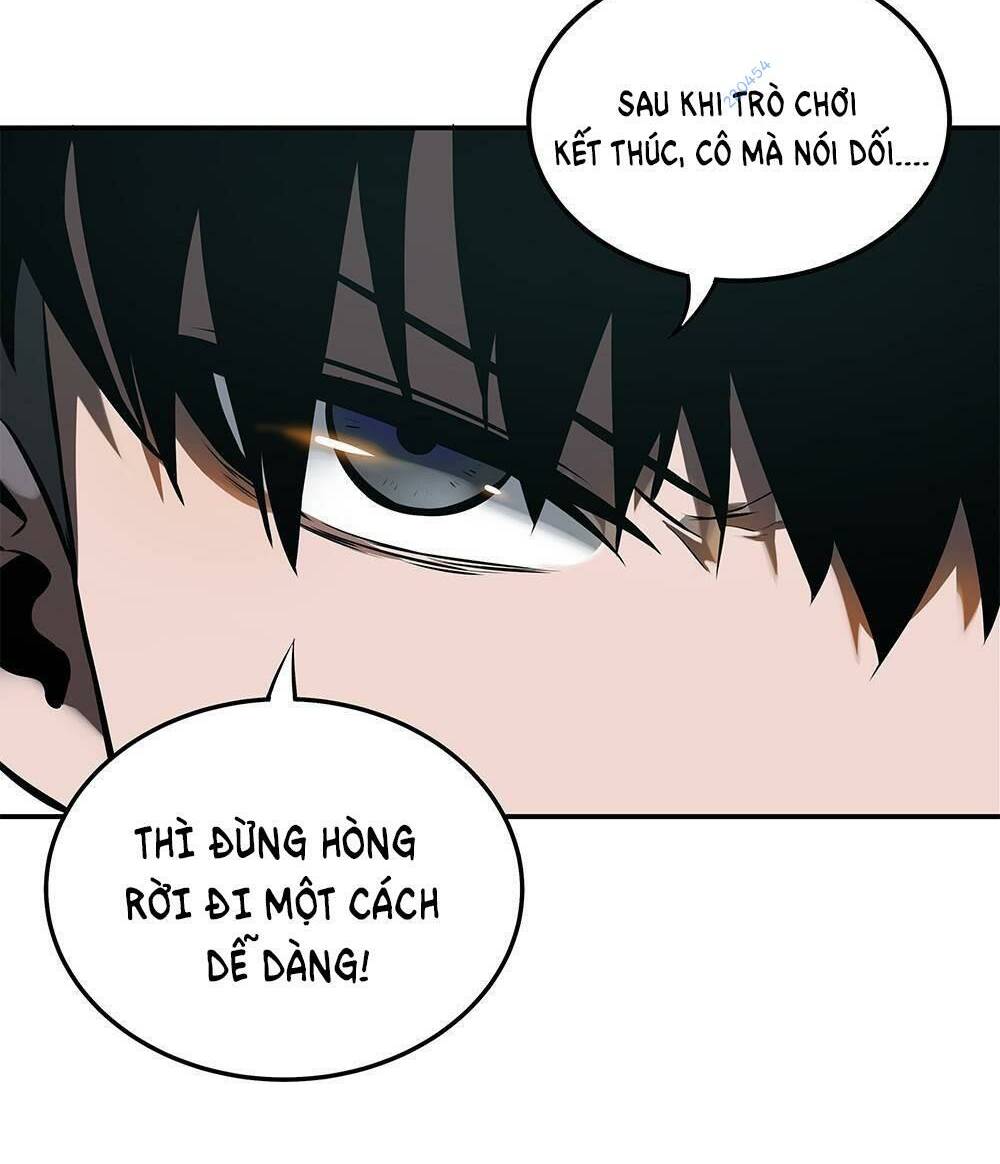 230454
SAU KHI TRÒ CHƠI
KẾT THÚC, CÔ MÀ NÓI DỐI....
THÌ ĐỪNG HÒNG
RỜI ĐI MỘT CÁCH
DỄ DÀNG!